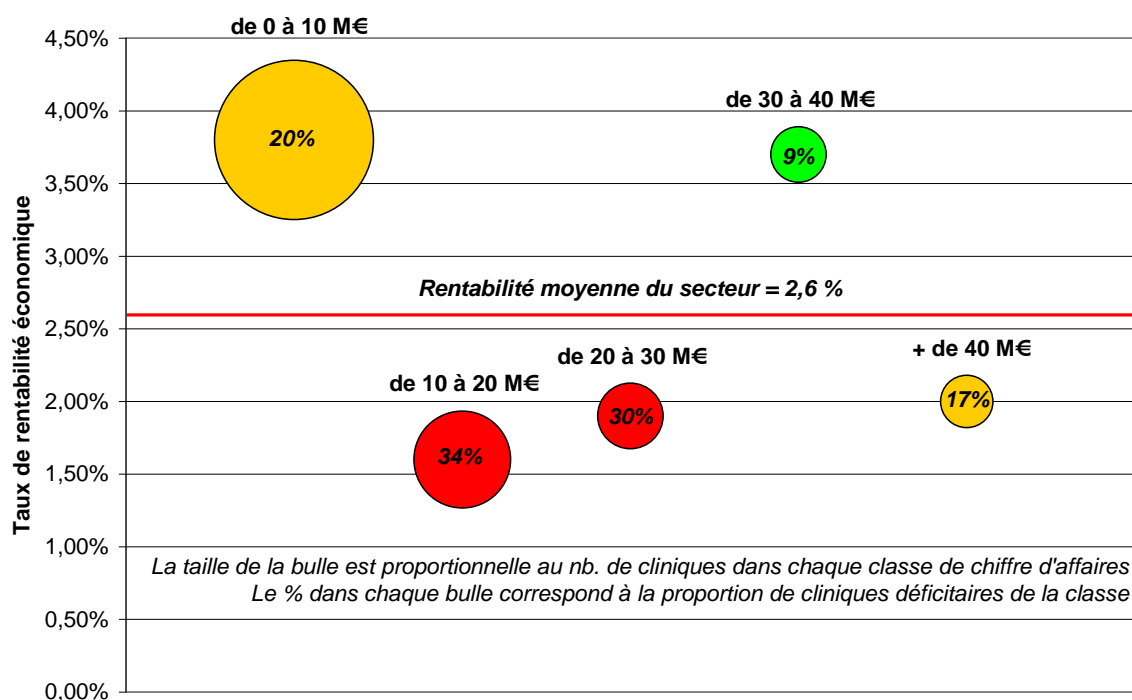 de 0 à 10 M€
4,50%
4,00%
3,50%
3,00%
2,50%
2,00%
1,50%
1,00%
0,50%
0,00%
Taux de rentabilité économique
20%
de 30 à 40 M€
9%
Rentabilité moyenne du secteur = 2,6 %
de 10 à 20 M€
34%
de 20 à 30 M€
30%
+ de 40 M€
17%
La taille de la bulle est proportionnelle au nb. de cliniques dans chaque classe de chiffre d'affaires
Le % dans chaque bulle correspond à la proportion de cliniques déficitaires de la classe